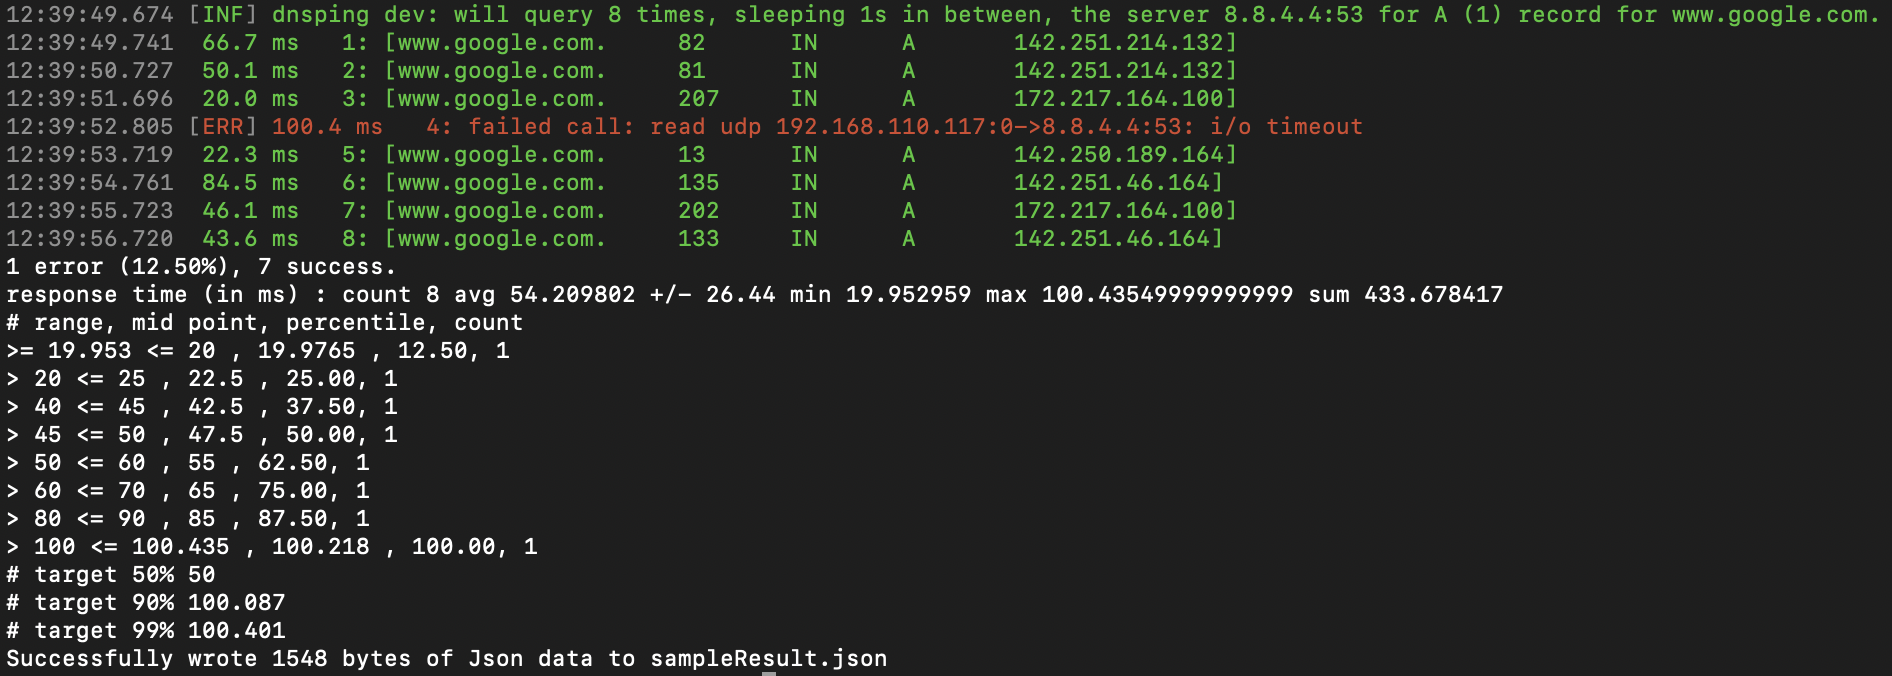 12:39:49.674 [INF] dnsping dev: will query 8 times, sleeping 1s in between, the server 8.8.4.4:53 for A (1) record for www.google.com.
12:39:49.741  66.7 ms   1: [www.google.com.     82      IN      A       142.251.214.132]
12:39:50.727  50.1 ms   2: [www.google.com.     81      IN      A       142.251.214.132]
12:39:51.696  20.0 ms   3: [www.google.com.     207     IN      A       172.217.164.100]
12:39:52.805 [ERR] 100.4 ms   4: failed call: read udp 192.168.110.117:0->8.8.4.4:53: i/o timeout
12:39:53.719  22.3 ms   5: [www.google.com.     13      IN      A       142.250.189.164]
12:39:54.761  84.5 ms   6: [www.google.com.     135     IN      A       142.251.46.164]
12:39:55.723  46.1 ms   7: [www.google.com.     202     IN      A       172.217.164.100]
12:39:56.720  43.6 ms   8: [www.google.com.     133     IN      A       142.251.46.164]
1 error (12.50%), 7 success.
response time (in ms) : count 8 avg 54.209802 +/- 26.44 min 19.952959 max 100.43549999999999 sum 433.678417
# range, mid point, percentile, count
>= 19.953 <= 20 , 19.9765 , 12.50, 1
> 20 <= 25 , 22.5 , 25.00, 1
> 40 <= 45 , 42.5 , 37.50, 1
> 45 <= 50 , 47.5 , 50.00, 1
> 50 <= 60 , 55 , 62.50, 1
> 60 <= 70 , 65 , 75.00, 1
> 80 <= 90 , 85 , 87.50, 1
> 100 <= 100.435 , 100.218 , 100.00, 1
# target 50% 50
# target 90% 100.087
# target 99% 100.401
Successfully wrote 1548 bytes of Json data to sampleResult.json